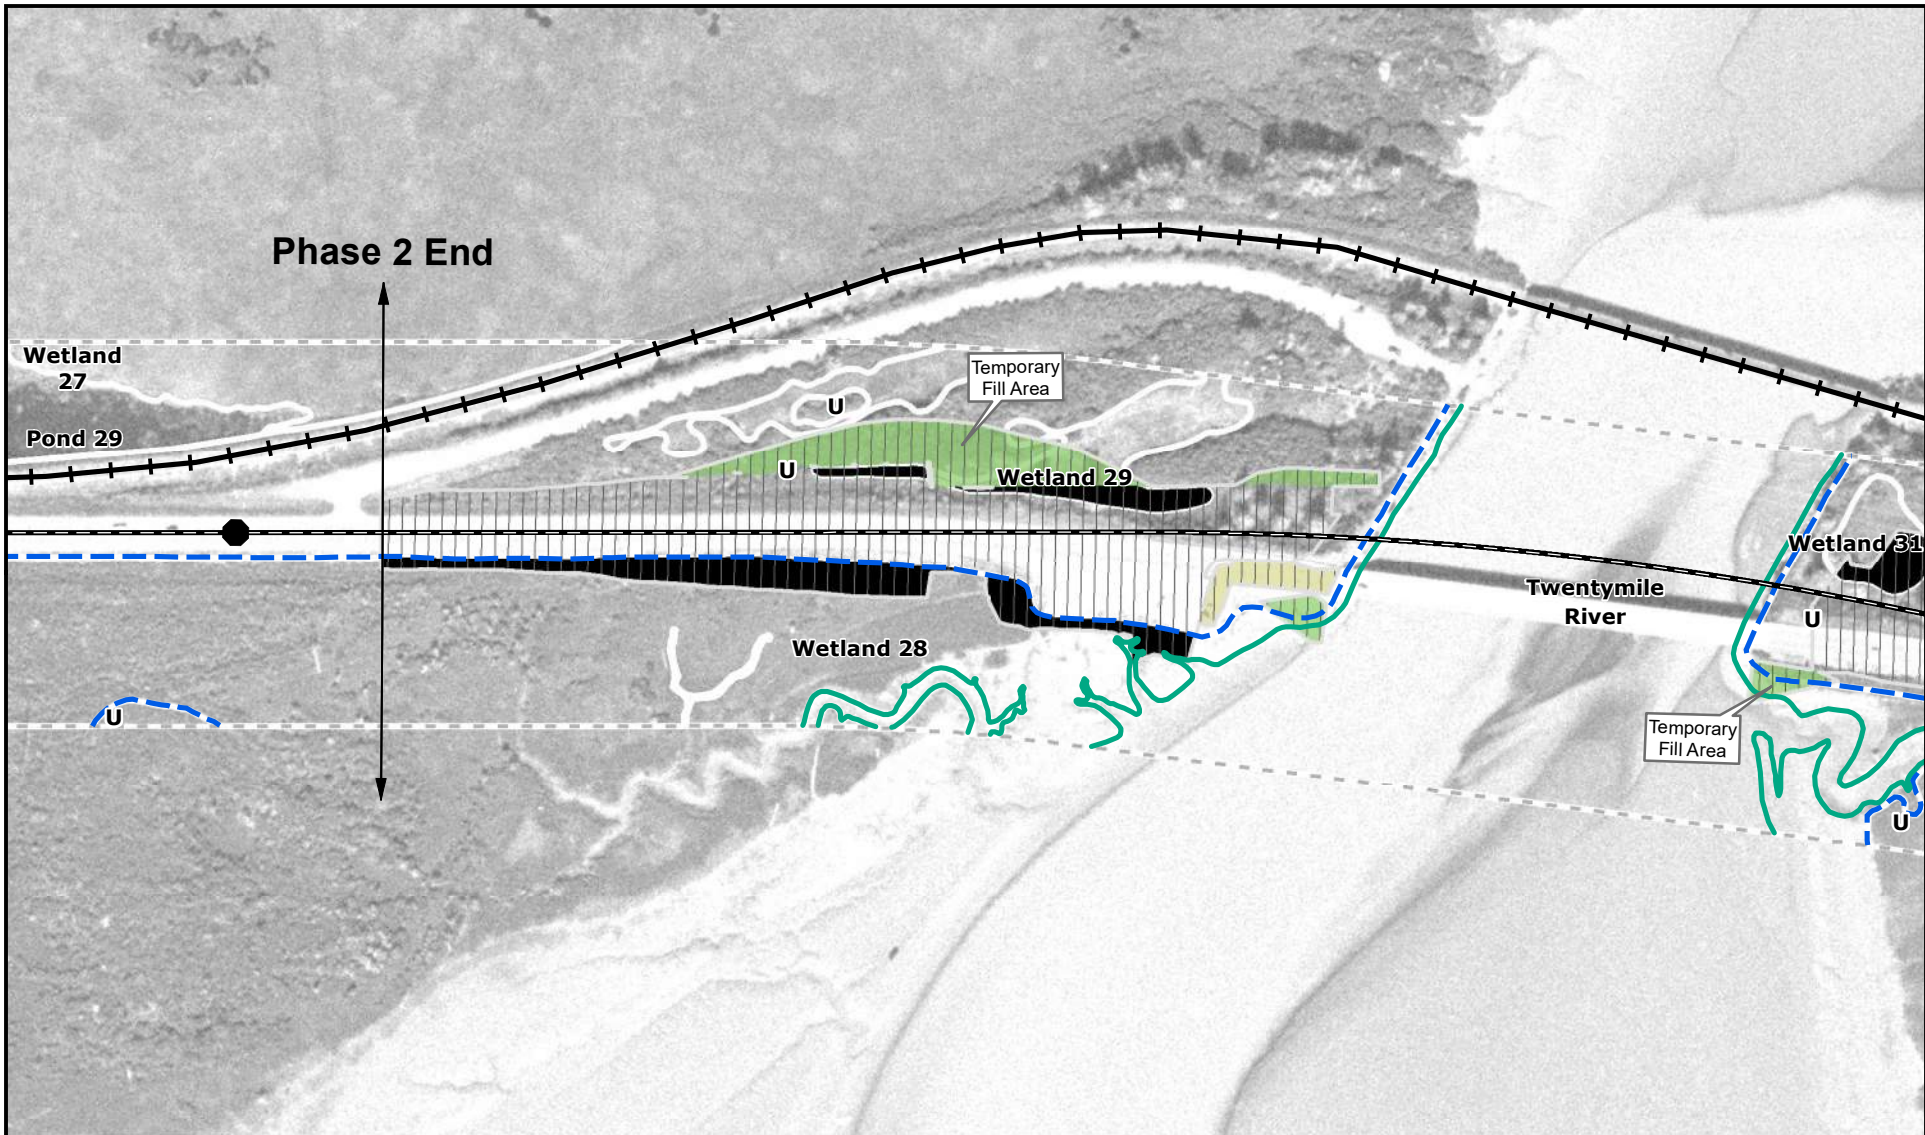 Phase 2 End
Wetland
27
Pond 29
Temporary
Fill Area
U
U
Wetland 29
Wetland 31
Twentymile
River
U
Wetland 28
U
Temporary
Fill Area
U